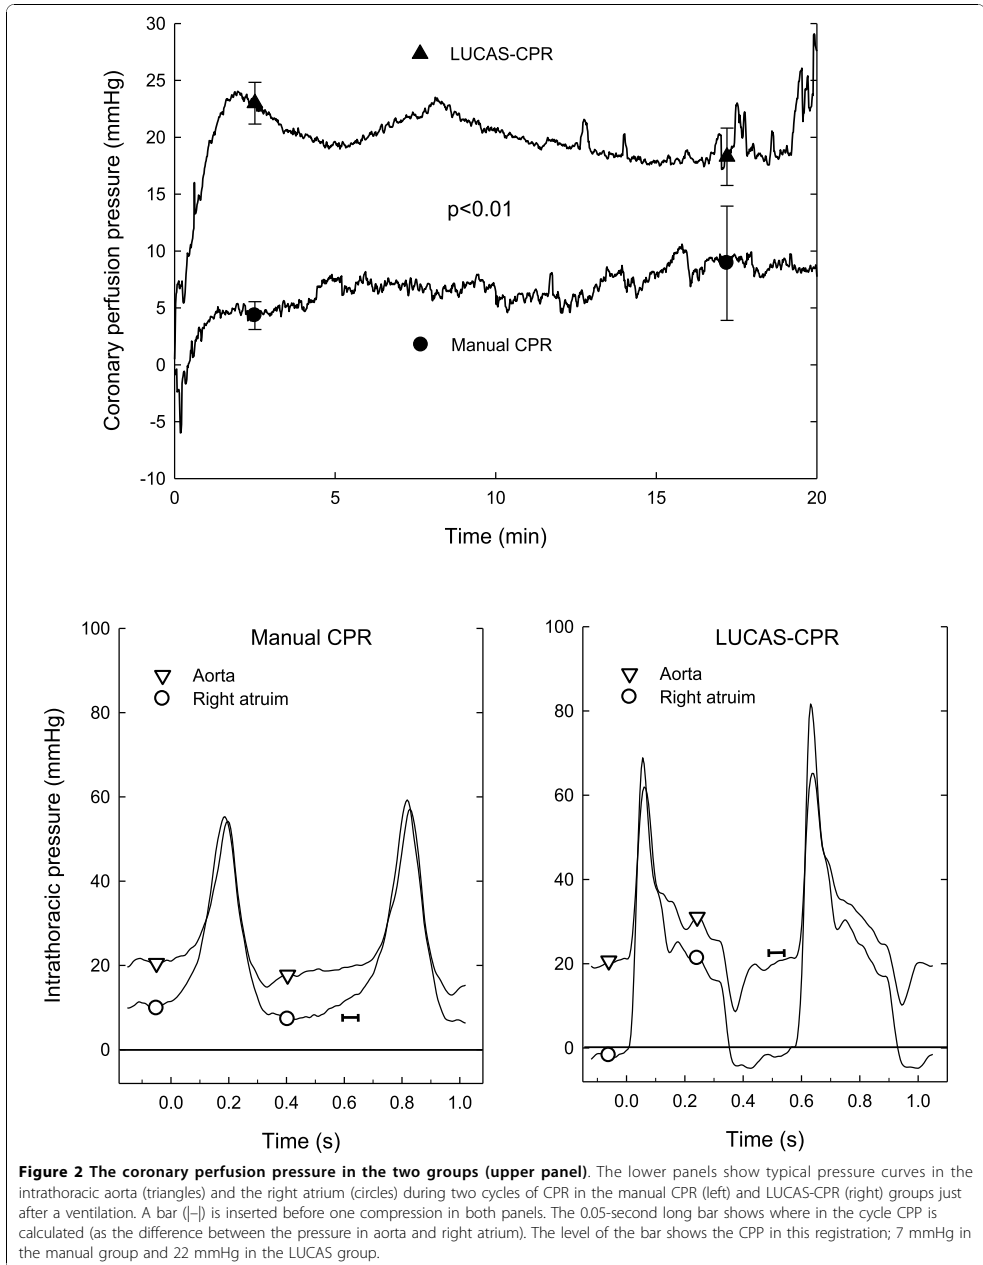 30
25
20
15
10
5
0
-5
-10
Coronary perfusion pressure (mmHg)
LUCAS-CPR
p<0.01
Manual CPR
0 5 10 15 20
Time (min)
Manual CPR
Aorta
Right atruim
100
80
60
40
20
0
Intrathoracic pressure (mmHg)
0.0 0.2 0.4 0.6 0.8 1.0
Time (s)
LUCAS-CPR
Aorta
Right atruim
100
80
60
40
20
0
0.0 0.2 0.4 0.6 0.8 1.0
Time (s)
Figure 2 The coronary perfusion pressure in the two groups (upper panel). The lower panels show typical pressure curves in the
intrathoracic aorta (triangles) and the right atrium (circles) during two cycles of CPR in the manual CPR (left) and LUCAS-CPR (right) groups just
after a ventilation. A bar (|–|) is inserted before one compression in both panels. The 0.05-second long bar shows where in the cycle CPP is
calculated (as the difference between the pressure in aorta and right atrium). The level of the bar shows the CPP in this registration; 7 mmHg in
the manual group and 22 mmHg in the LUCAS group.